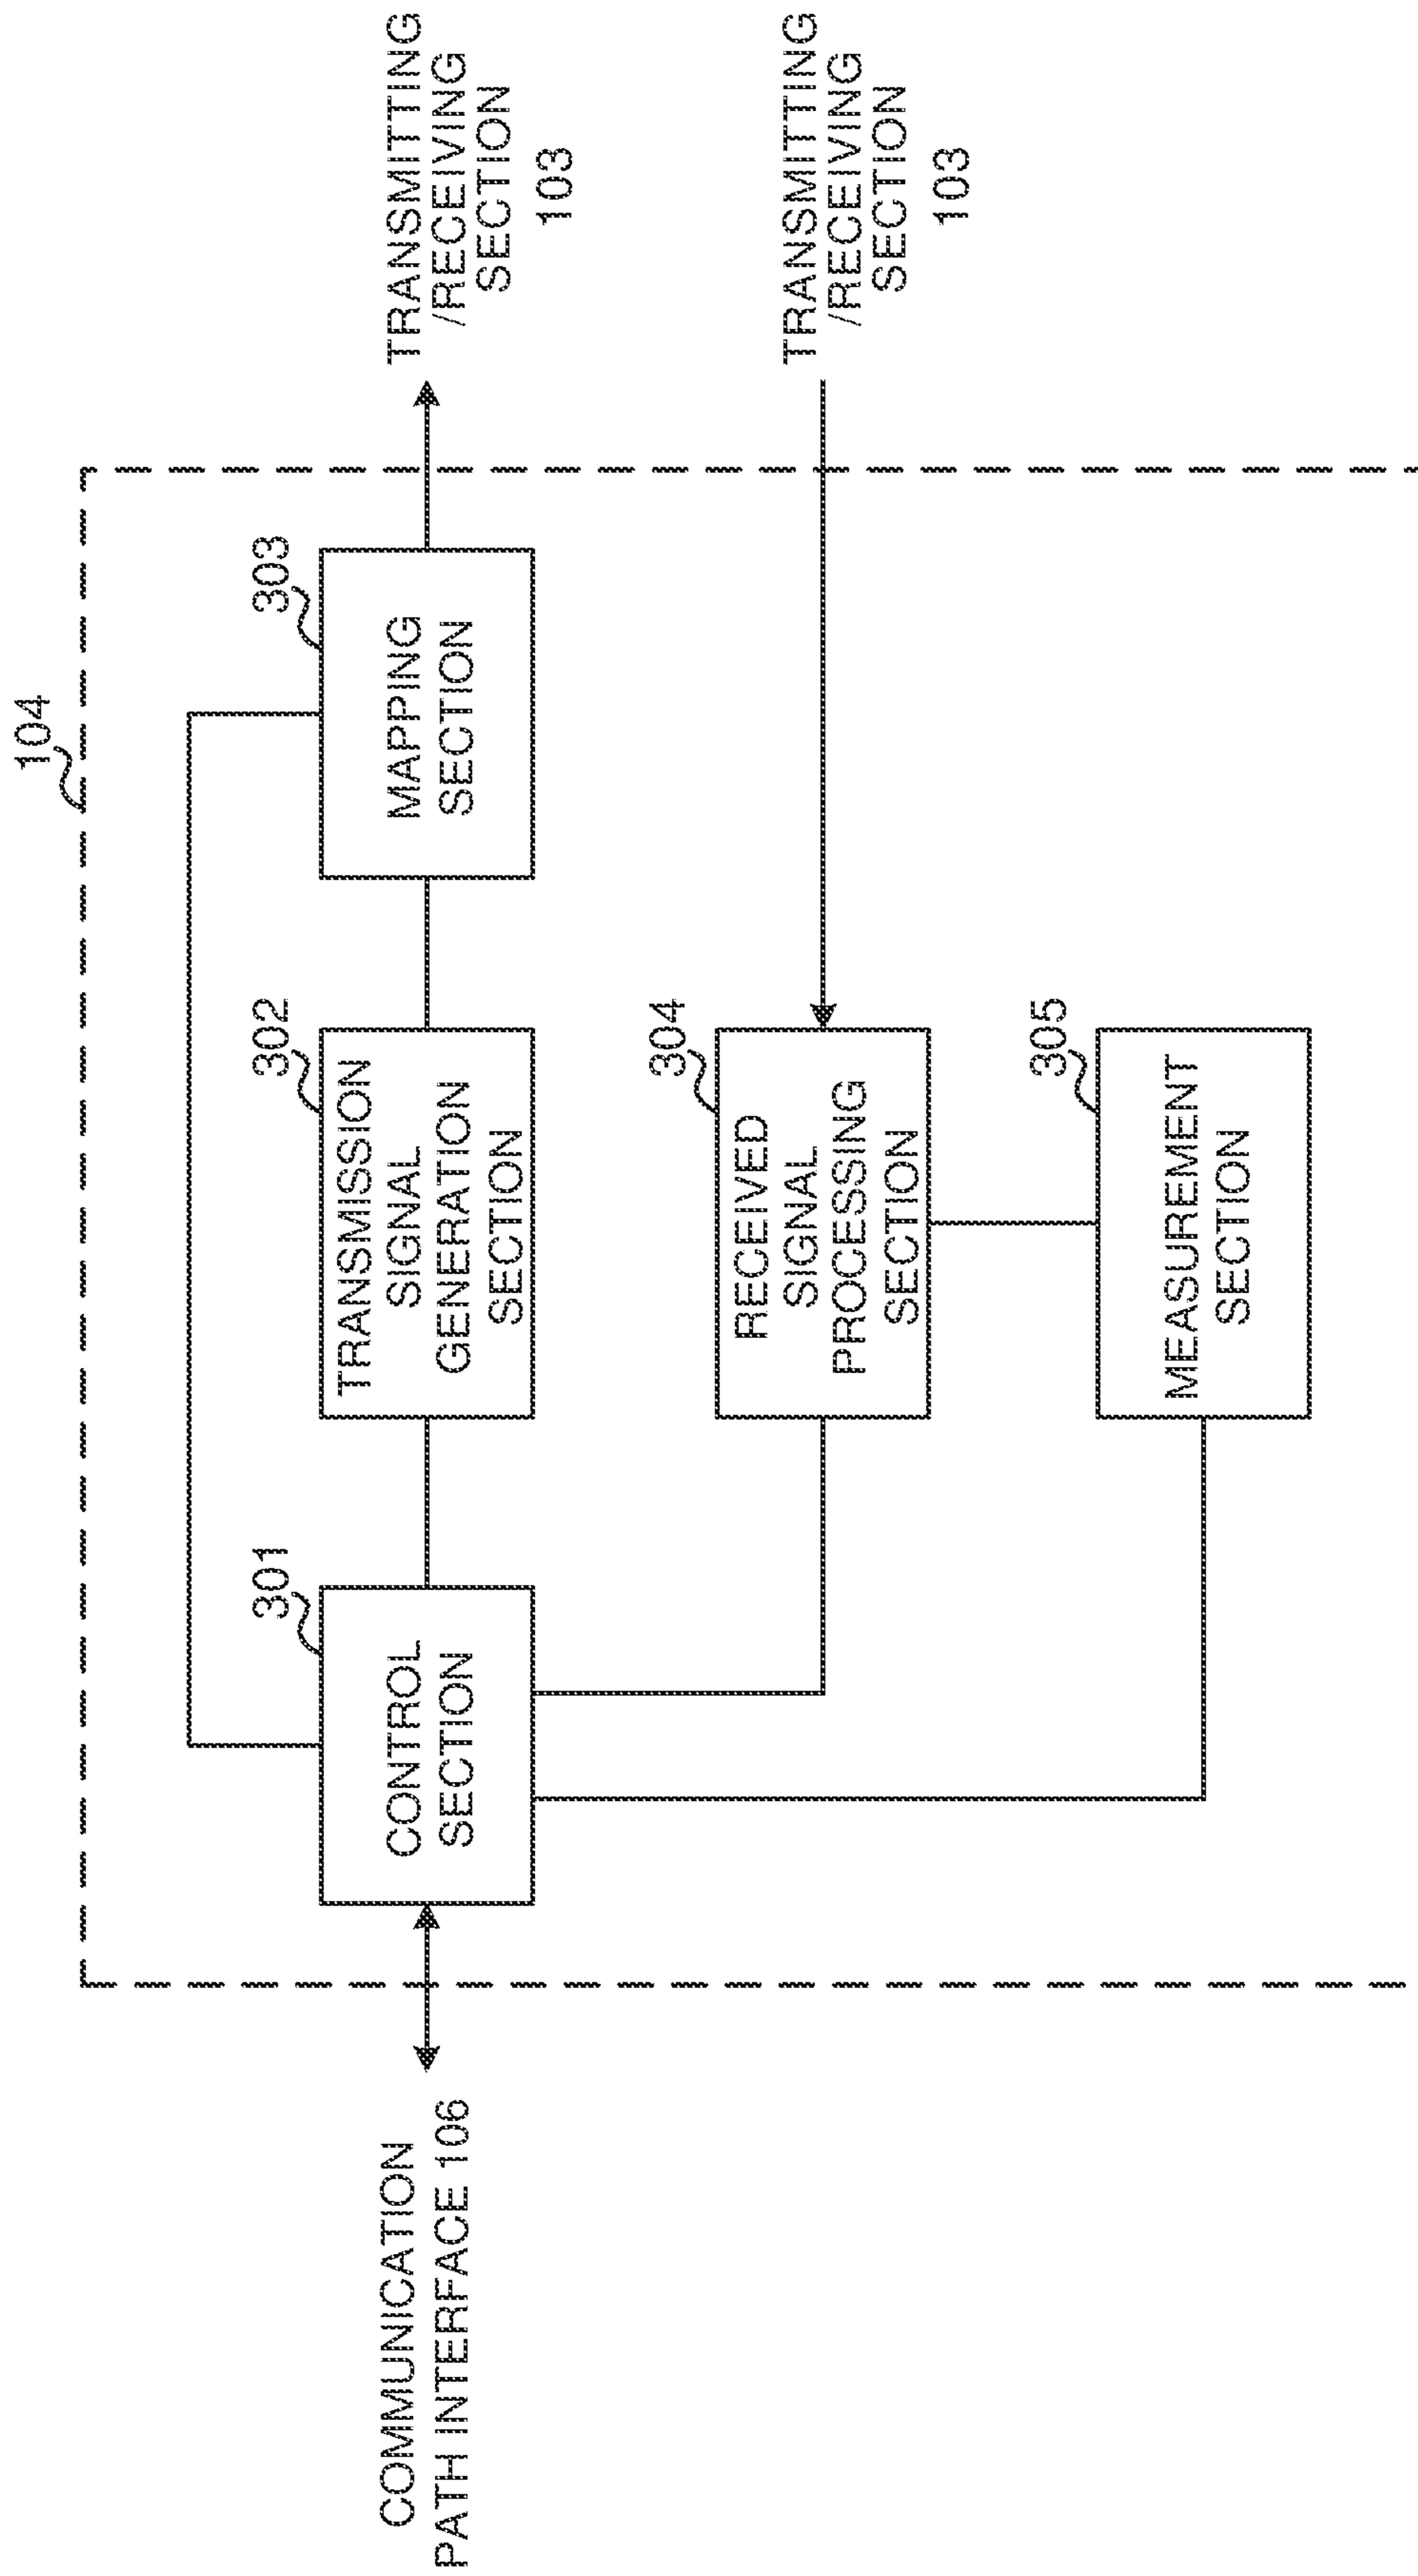 104
301
302
303
COMMUNICATION
PATH INTERFACE 106
CONTROL
SECTION
TRANSMISSION
SIGNAL
GENERATION
SECTION
MAPPING
SECTION
TRANSMITTING
/RECEIVING
SECTION
103
304
RECEIVED
SIGNAL
PROCESSING
SECTION
TRANSMITTING
/RECEIVING
SECTION
103
305
MEASUREMENT
SECTION